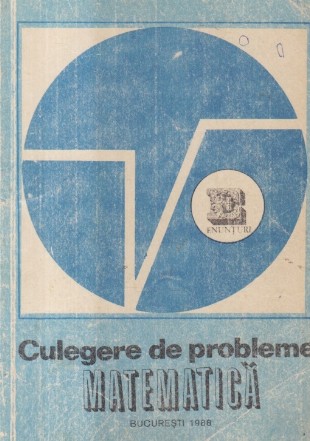 E
ENUNȚURI
Culegere de probleme
MATEMATICĂ
BUCUREȘTI 1988